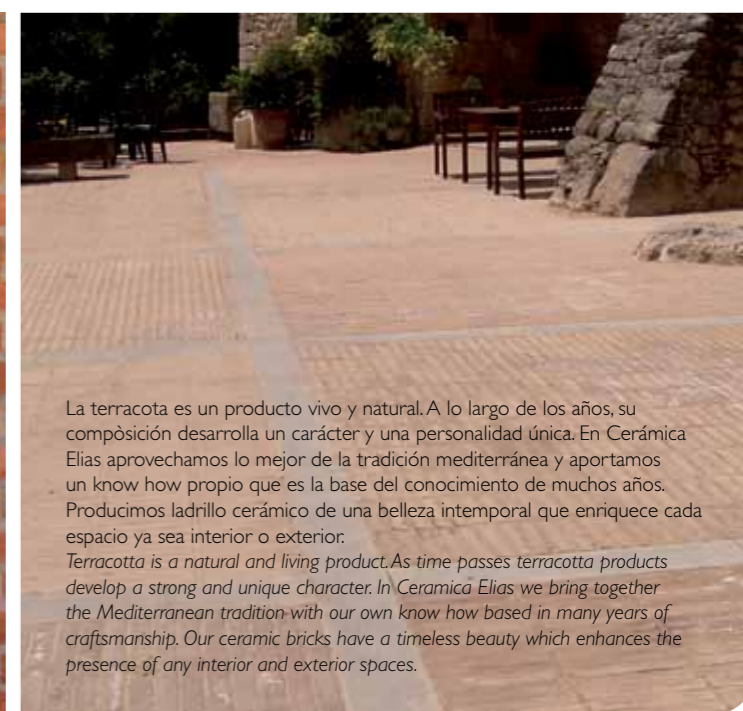 La terracota es un producto vivo y natural. A lo largo de los años, su
compòsición desarrolla un carácter y una personalidad única. En Cerámica
Elias aprovechamos lo mejor de la tradición mediterránea y aportamos
un know how propio que es la base del conocimiento de muchos años.
Producimos ladrillo cerámico de una belleza intemporal que enriquece cada
espacio ya sea interior o exterior.
Terracotta is a natural and living product. As time passes terracotta products
develop a strong and unique character. In Ceramica Elias we bring together
the Mediterranean tradition with our own know how based in many years of
craftsmanship. Our ceramic bricks have a timeless beauty which enhances the
presence of any interior and exterior spaces.